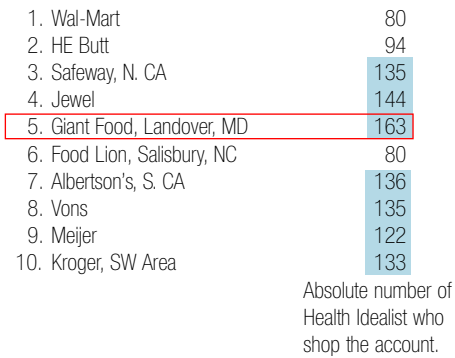 1. Wal-Mart 80
2. HE Butt 94
3. Safeway, N. CA 135
4. Jewel 144
5. Giant Food, Landover, MD 163
6. Food Lion, Salisbury, NC 80
7. Albertson's, S. CA 136
8. Vons 135
9. Meijer 122
10. Kroger, SW Area 133
Absolute number of
Health Idealist who
shop the account.